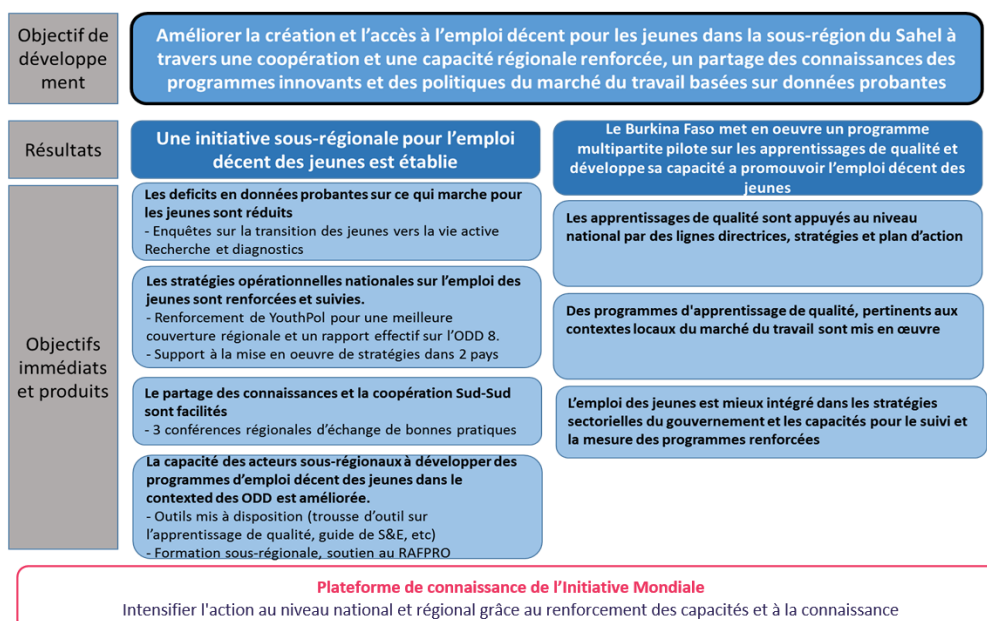 Objectif de
développe
ment
Améliorer la création et l'accès à l'emploi décent pour les jeunes dans la sous-région du Sahel à
travers une coopération et une capacité régionale renforcée, un partage des connaissances des
programmes innovants et des politiques du marché du travail basées sur données probantes
Résultats
Une initiative sous-régionale pour l'emploi
décent des jeunes est établie
Le Burkina Faso met en oeuvre un programme
multipartite pilote sur les apprentissages de qualité et
développe sa capacité a promouvoir l'emploi décent des
jeunes
Objectifs
immédiats
et produits
Les deficits en données probantes sur ce qui marche pour
les jeunes sont réduits
- Enquêtes sur la transition des jeunes vers la vie active
Recherche et diagnostics
Les stratégies opérationnelles nationales sur l'emploi des
jeunes sont renforcées et suivies.
- Renforcement de YouthPol pour une meilleure
couverture régionale et un rapport effectif sur l'ODD 8.
- Support à la mise en oeuvre de stratégies dans 2 pays
Le partage des connaissances et la coopération Sud-Sud
sont facilités
- 3 conférences régionales d'échange de bonnes pratiques
La capacité des acteurs sous-régionaux à développer des
programmes d'emploi décent des jeunes dans le
contexted des ODD est améliorée.
- Outils mis à disposition (trousse d'outil sur
l'apprentissage de qualité, guide de S&E, etc)
- Formation sous-régionale, soutien au RAFPRO
Les apprentissages de qualité sont appuyés au niveau
national par des lignes directrices, stratégies et plan d'action
Des programmes d'apprentissage de qualité, pertinents aux
contextes locaux du marché du travail sont mis en œuvre
L'emploi des jeunes est mieux intégré dans les stratégies
sectorielles du gouvernement et les capacités pour le suivi et
la mesure des programmes renforcées
Plateforme de connaissance de l'Initiative Mondiale
Intensifier l'action au niveau national et régional grâce au renforcement des capacités et à la connaissance